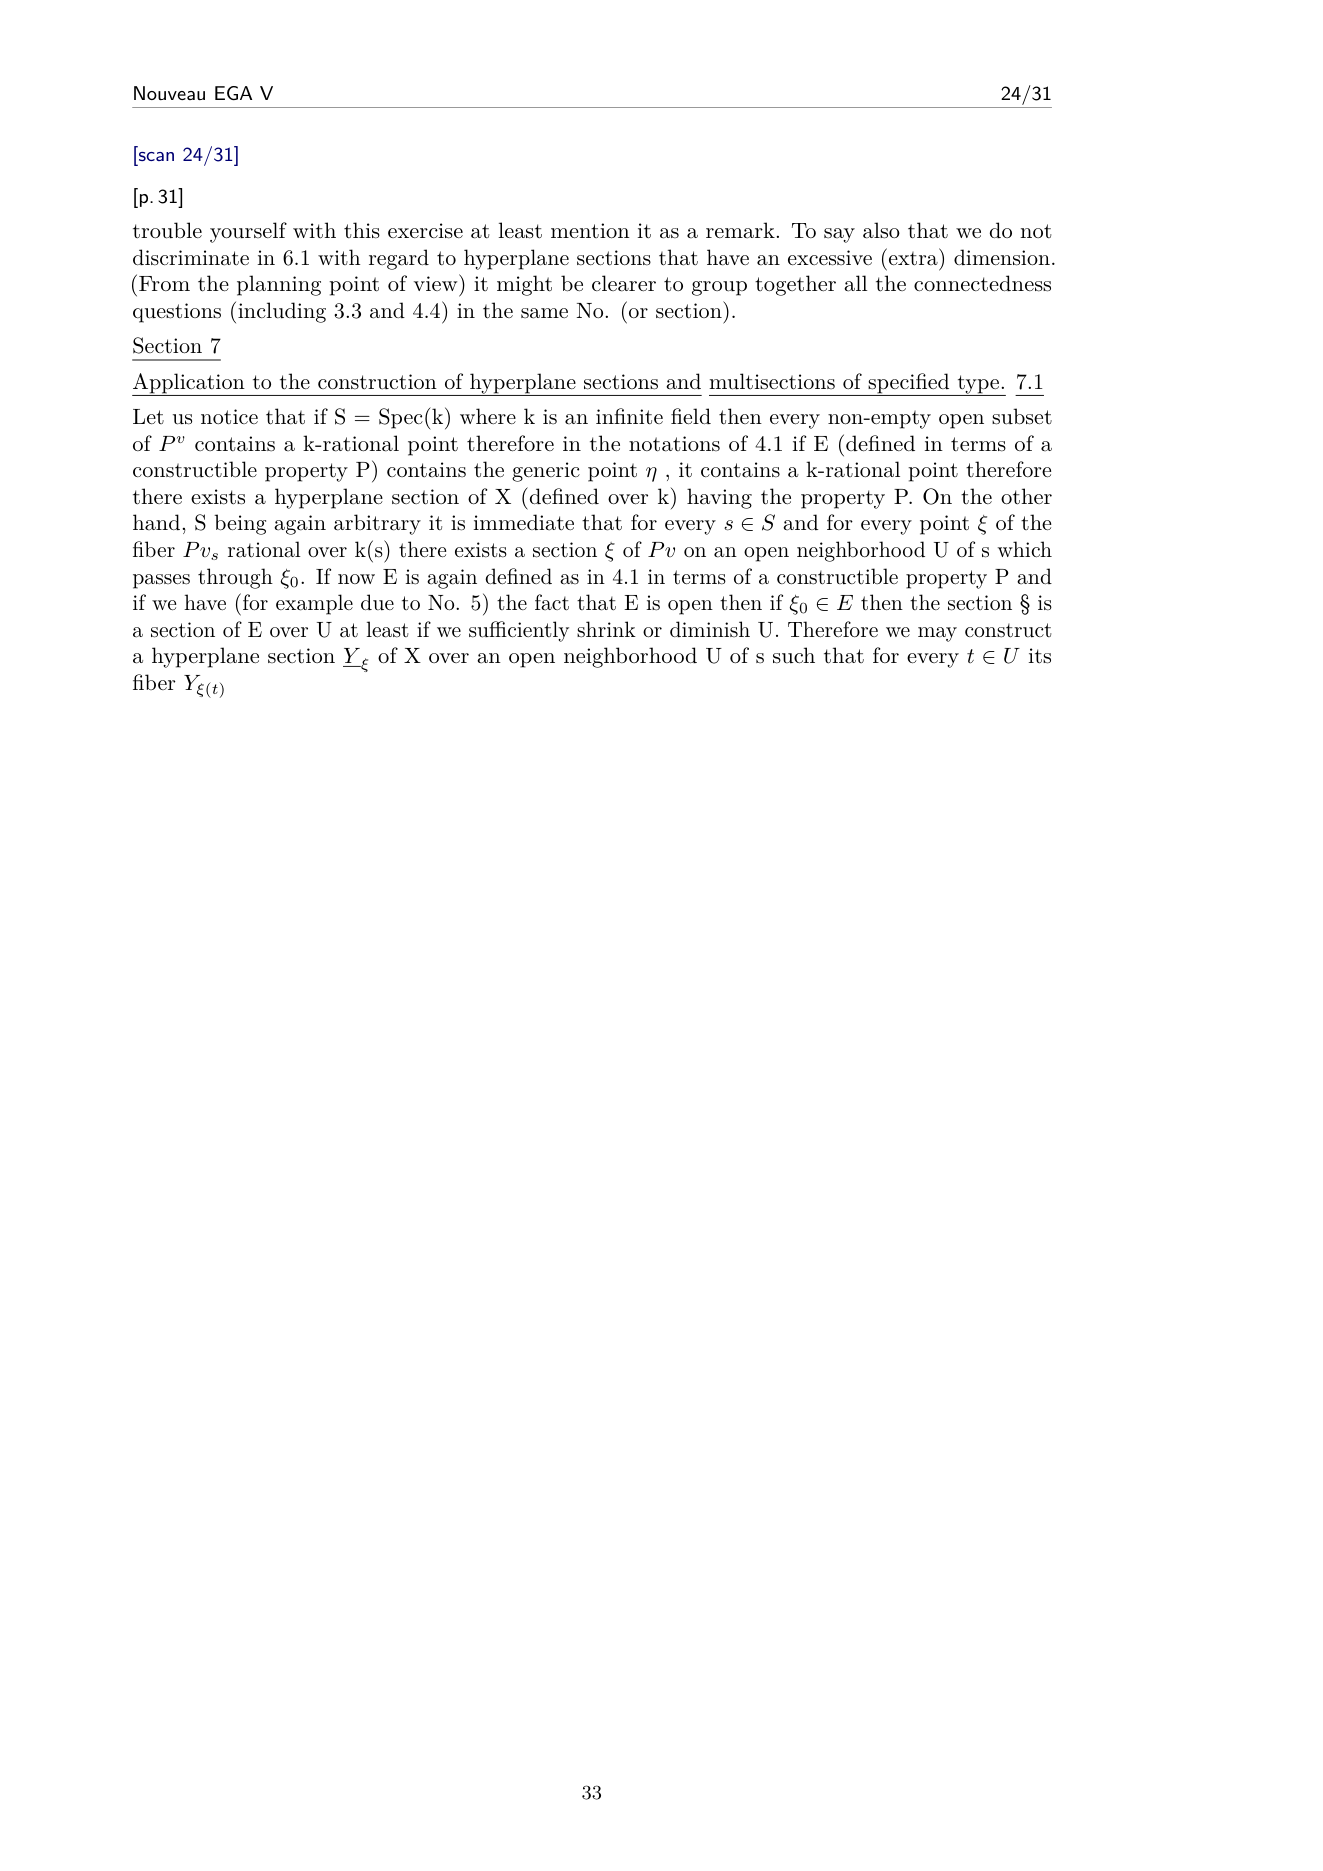 Nouveau EGA V 24/31
[scan 24/31]
[p. 31]
trouble yourself with this exercise at least mention it as a remark. To say also that we do not
discriminate in 6.1 with regard to hyperplane sections that have an excessive (extra) dimension.
(From the planning point of view) it might be clearer to group together all the connectedness
questions (including 3.3 and 4.4) in the same No. (or section).
Section 7
Application to the construction of hyperplane sections and multisections of specified type. 7.1
Let us notice that if S = Spec(k) where k is an infinite field then every non-empty open subset
of $P^v$ contains a k-rational point therefore in the notations of 4.1 if E (defined in terms of a
constructible property P) contains the generic point $\eta$ , it contains a k-rational point therefore
there exists a hyperplane section of X (defined over k) having the property P. On the other
hand, S being again arbitrary it is immediate that for every $s \in S$ and for every point $\xi$ of the
fiber $Pv_s$ rational over k(s) there exists a section $\xi$ of $Pv$ on an open neighborhood U of s which
passes through $\xi_0$. If now E is again defined as in 4.1 in terms of a constructible property P and
if we have (for example due to No. 5) the fact that E is open then if $\xi_0 \in E$ then the section § is
a section of E over U at least if we sufficiently shrink or diminish U. Therefore we may construct
a hyperplane section $\underline{Y}_\xi$ of X over an open neighborhood U of s such that for every $t \in U$ its
fiber $Y_{\xi(t)}$
33